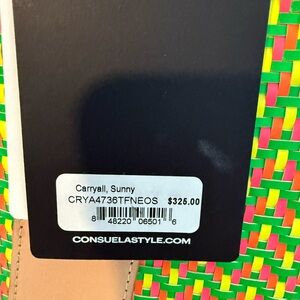 Carryall, Sunny
CRYA4736TFNEOS $325.00
8 48220 06501 6
CONSUELASTYLE.COM